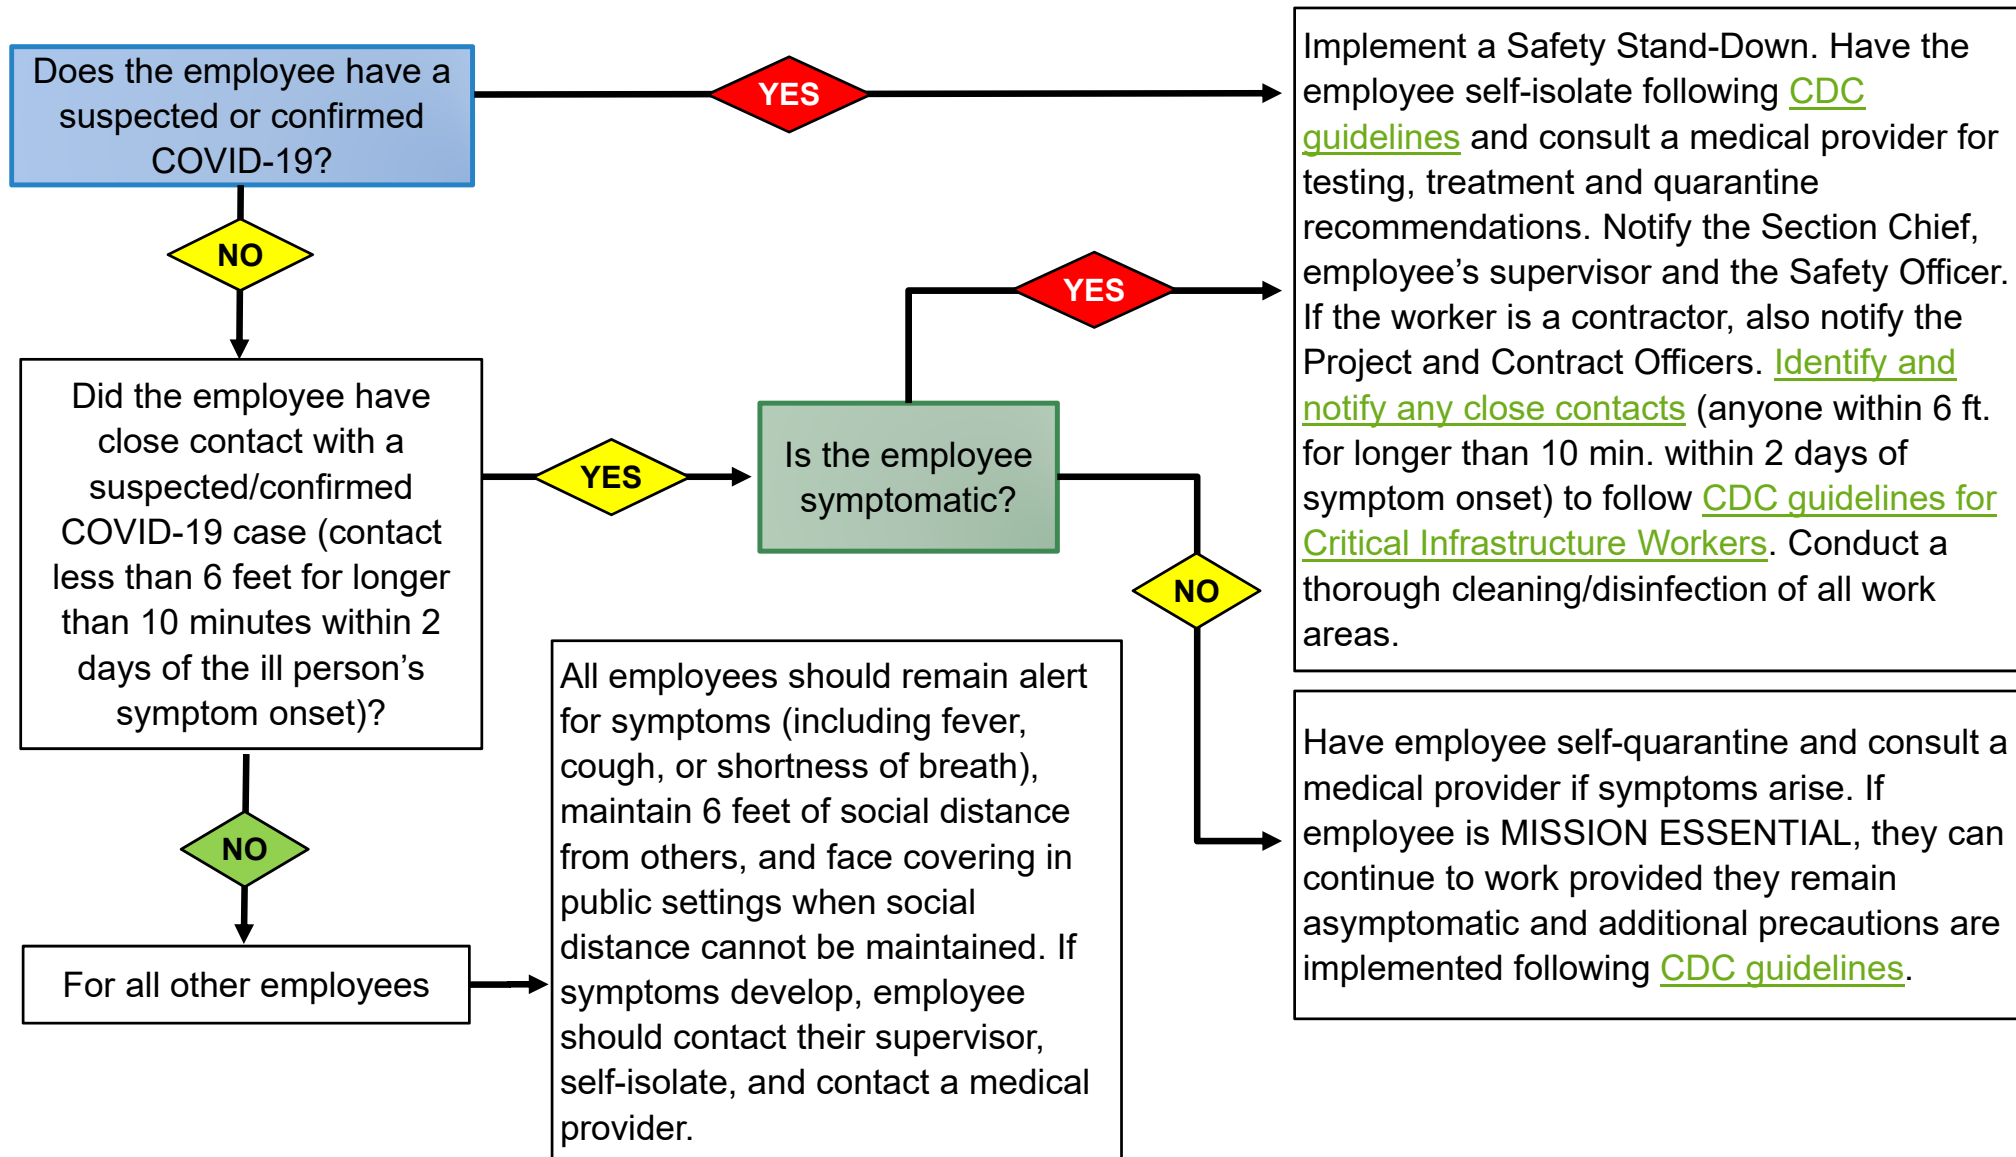 Does the employee have a
suspected or confirmed
COVID-19?
YES
Implement a Safety Stand-Down. Have the
employee self-isolate following CDC
guidelines and consult a medical provider for
testing, treatment and quarantine
recommendations. Notify the Section Chief,
employee’s supervisor and the Safety Officer.
If the worker is a contractor, also notify the
Project and Contract Officers. Identify and
notify any close contacts (anyone within 6 ft.
for longer than 10 min. within 2 days of
symptom onset) to follow CDC guidelines for
Critical Infrastructure Workers. Conduct a
thorough cleaning/disinfection of all work
areas.
NO
Did the employee have
close contact with a
suspected/confirmed
COVID-19 case (contact
less than 6 feet for longer
than 10 minutes within 2
days of the ill person’s
symptom onset)?
YES
Is the employee
symptomatic?
YES
NO
Have employee self-quarantine and consult a
medical provider if symptoms arise. If
employee is MISSION ESSENTIAL, they can
continue to work provided they remain
asymptomatic and additional precautions are
implemented following CDC guidelines.
NO
For all other employees
All employees should remain alert
for symptoms (including fever,
cough, or shortness of breath),
maintain 6 feet of social distance
from others, and face covering in
public settings when social
distance cannot be maintained. If
symptoms develop, employee
should contact their supervisor,
self-isolate, and contact a medical
provider.